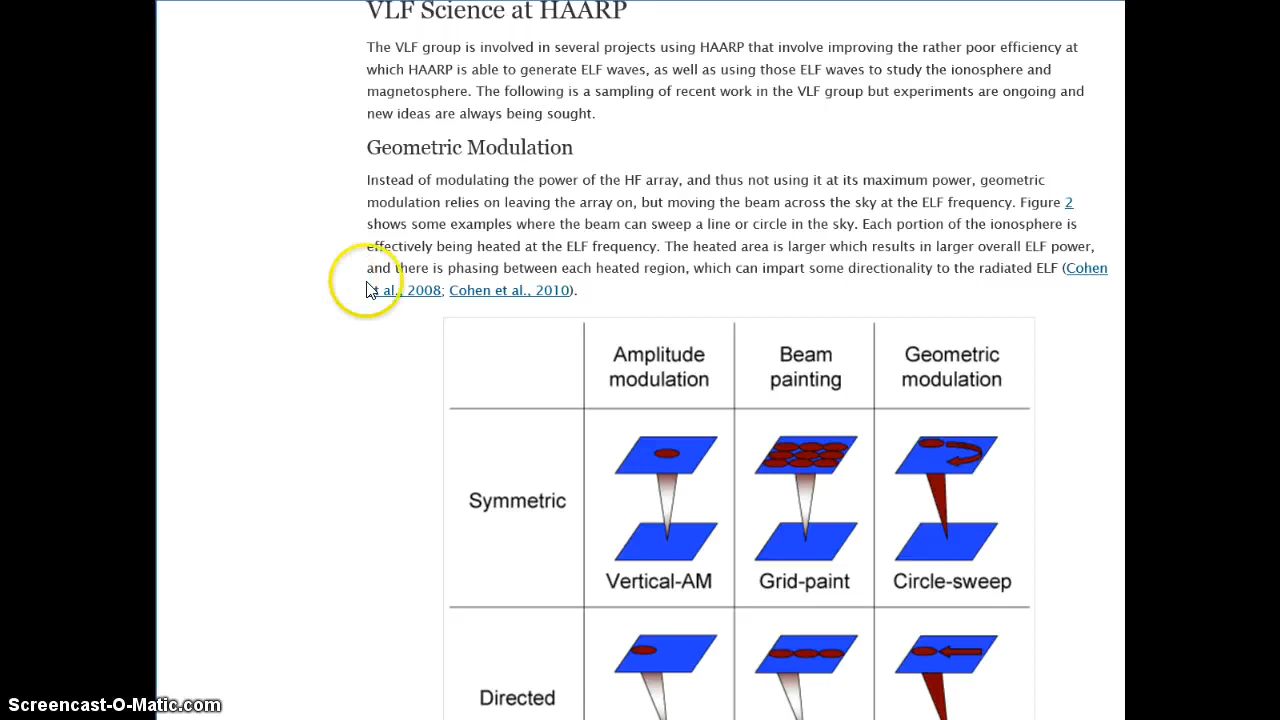 VLF Science at HAARP
The VLF group is involved in several projects using HAARP that involve improving the rather poor efficiency at
which HAARP is able to generate ELF waves, as well as using those ELF waves to study the ionosphere and
magnetosphere. The following is a sampling of recent work in the VLF group but experiments are ongoing and
new ideas are always being sought.
Geometric Modulation
Instead of modulating the power of the HF array, and thus not using it at its maximum power, geometric
modulation relies on leaving the array on, but moving the beam across the sky at the ELF frequency. Figure 2
shows some examples where the beam can sweep a line or circle in the sky. Each portion of the ionosphere is
effectively being heated at the ELF frequency. The heated area is larger which results in larger overall ELF power,
and there is phasing between each heated region, which can impart some directionality to the radiated ELF (Cohen
et al., 2008; Cohen et al., 2010).
Amplitude modulation
Beam painting
Geometric modulation
Symmetric
Vertical-AM
Grid-paint
Circle-sweep
Directed
Screencast-O-Matic.com